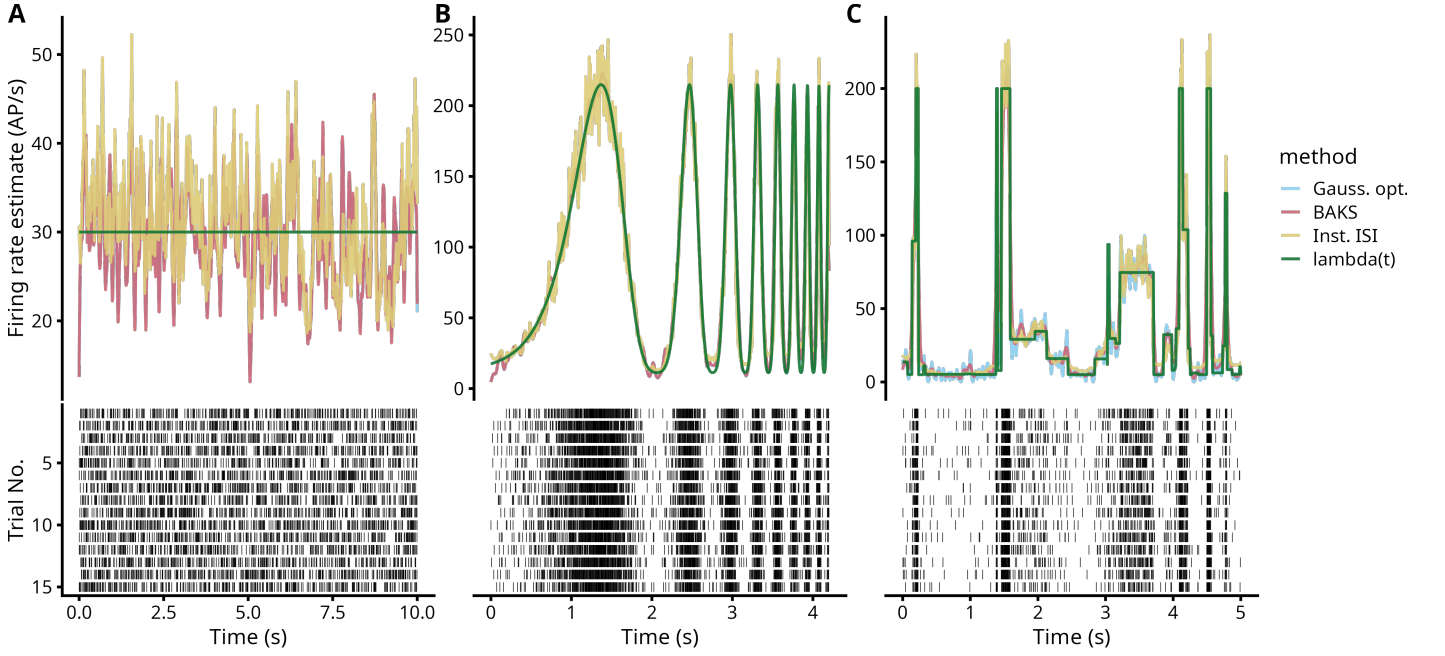 A
B
C
Firing rate estimate (AP/s)
50
40
30
20
250
200
150
100
50
0
200
150
100
50
0
method
Gauss. opt.
BAKS
Inst. ISI
lambda(t)
Trial No.
5
10
15
0.0 2.5 5.0 7.5 10.0
0 1 2 3 4
0 1 2 3 4 5
Time (s)
Time (s)
Time (s)